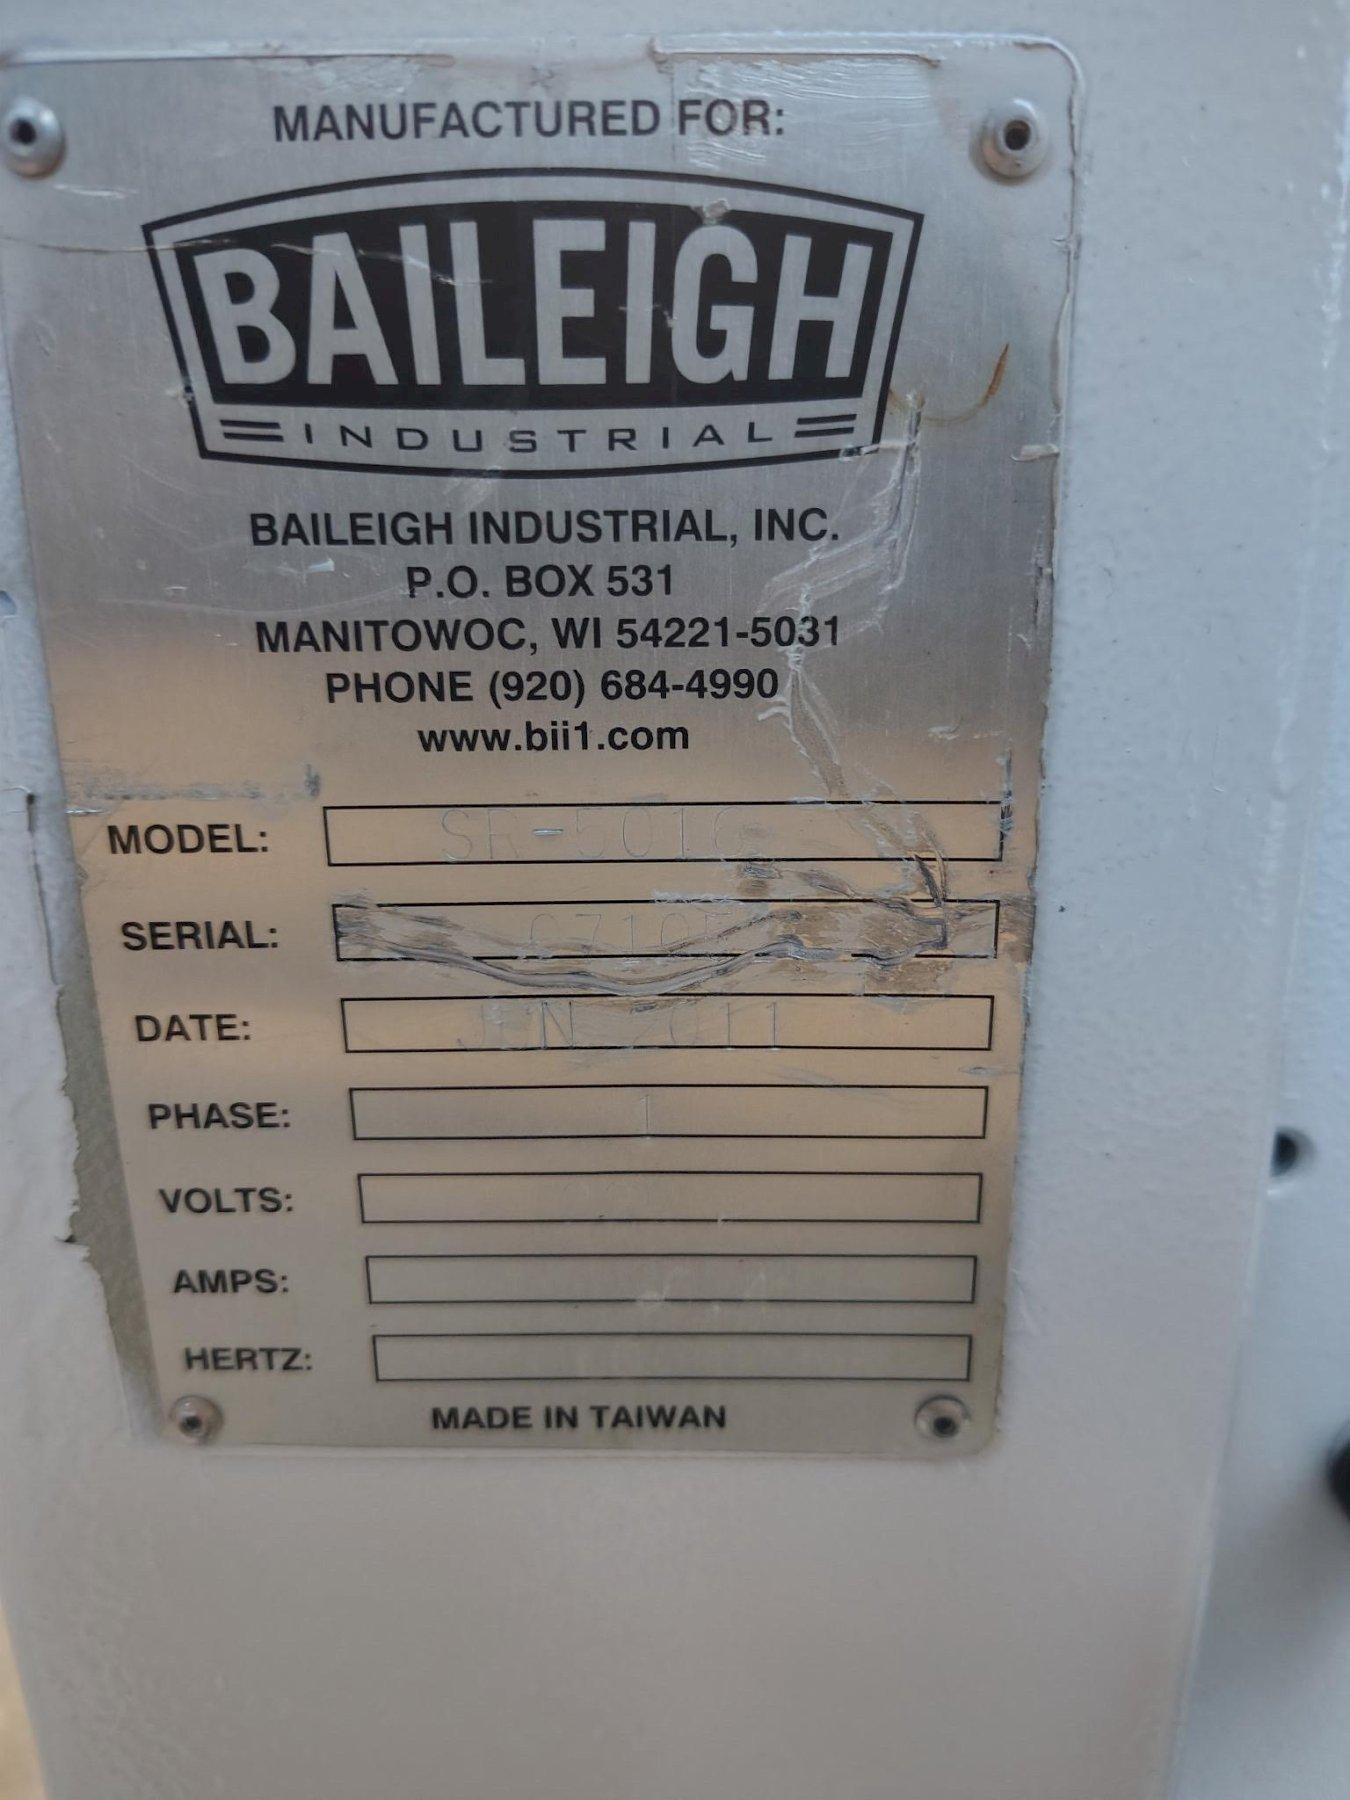 MANUFACTURED FOR:
BAILEIGH
INDUSTRIAL
BAILEIGH INDUSTRIAL, INC.
P.O. BOX 531
MANITOWOC, WI 54221-5031
PHONE (920) 684-4990
www.bii1.com
MODEL: SR-5016
SERIAL:
DATE: JUN 2011
PHASE: 1
VOLTS:
AMPS:
HERTZ:
MADE IN TAIWAN